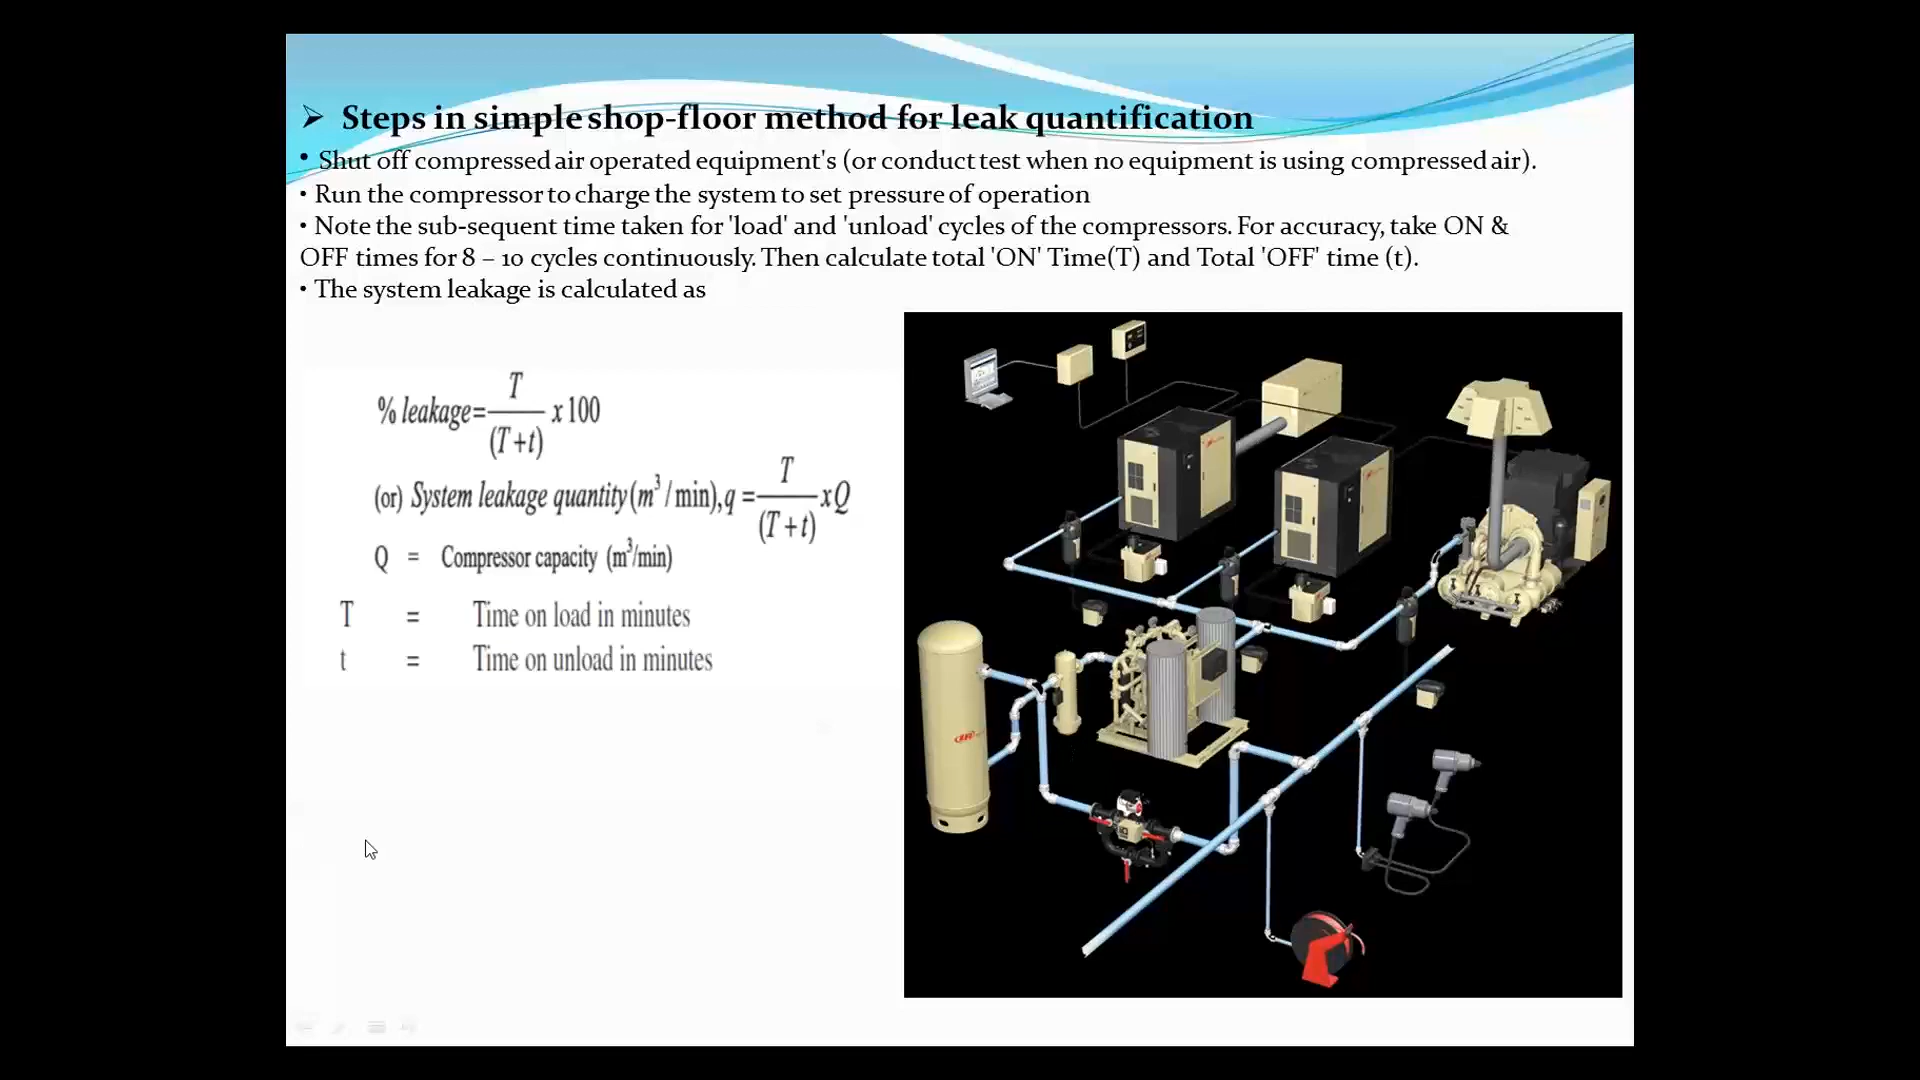 ➢ Steps in simple shop-floor method for leak quantification
• Shut off compressed air operated equipment's (or conduct test when no equipment is using compressed air).
• Run the compressor to charge the system to set pressure of operation
• Note the sub-sequent time taken for 'load' and 'unload' cycles of the compressors. For accuracy, take ON &
OFF times for 8 – 10 cycles continuously. Then calculate total 'ON' Time(T) and Total 'OFF' time (t).
• The system leakage is calculated as
% leakage= T / (T+t) x 100
(or) System leakage quantity (m³/min), q = T / (T+t) x Q
Q = Compressor capacity (m³/min)
T = Time on load in minutes
t = Time on unload in minutes